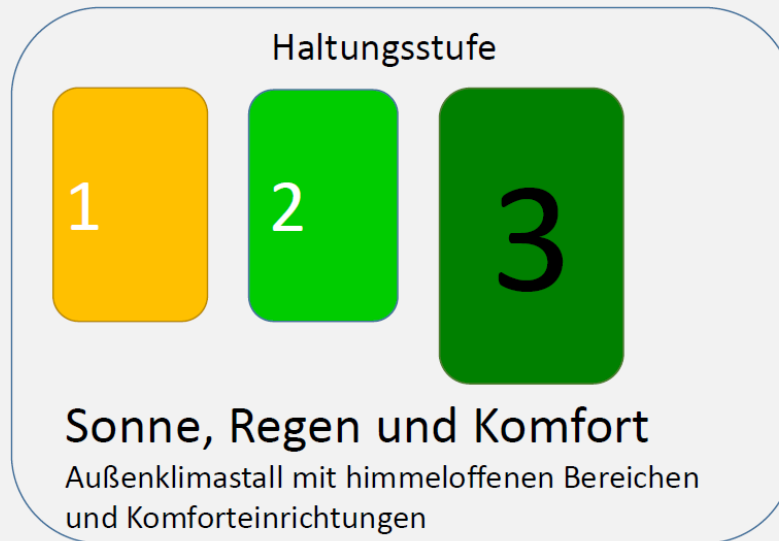 Haltungsstufe
1 2 3
Sonne, Regen und Komfort
Außenklimastall mit himmeloffenen Bereichen
und Komforteinrichtungen